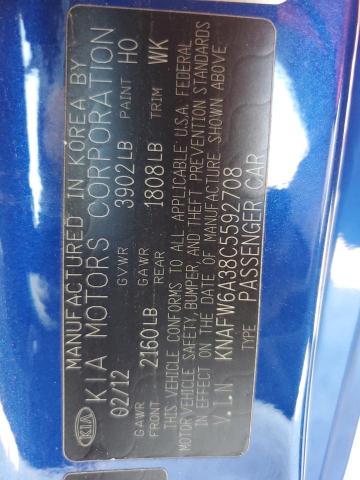 KIA
MANUFACTURED IN KOREA BY
KIA MOTORS CORPORATION
02/12 GVWR 3902LB PAINT HO
GAWR FRONT 2160LB GAWR REAR 1808LB TRIM WK
THIS VEHICLE CONFORMS TO ALL APPLICABLE U.S.A. FEDERAL
MOTOR VEHICLE SAFETY, BUMPER AND THEFT PREVENTION STANDARDS
IN EFFECT ON THE DATE OF MANUFACTURE SHOWN ABOVE.
V.I.N KNAFW6A38C5592708
TYPE PASSENGER CAR